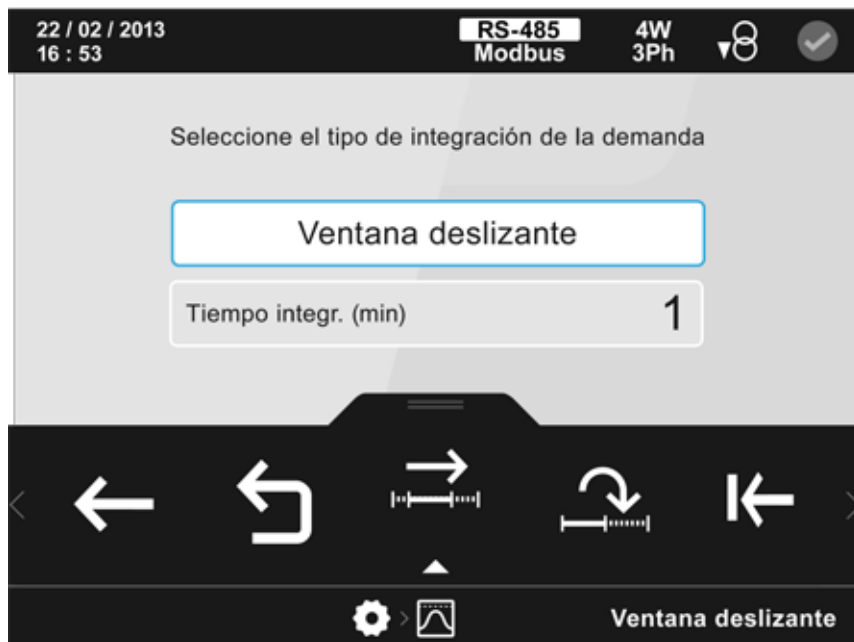 22 / 02 / 2013
16 : 53
RS-485
Modbus
4W
3Ph
Seleccione el tipo de integración de la demanda
Ventana deslizante
Tiempo integr. (min) 1
Ventana deslizante